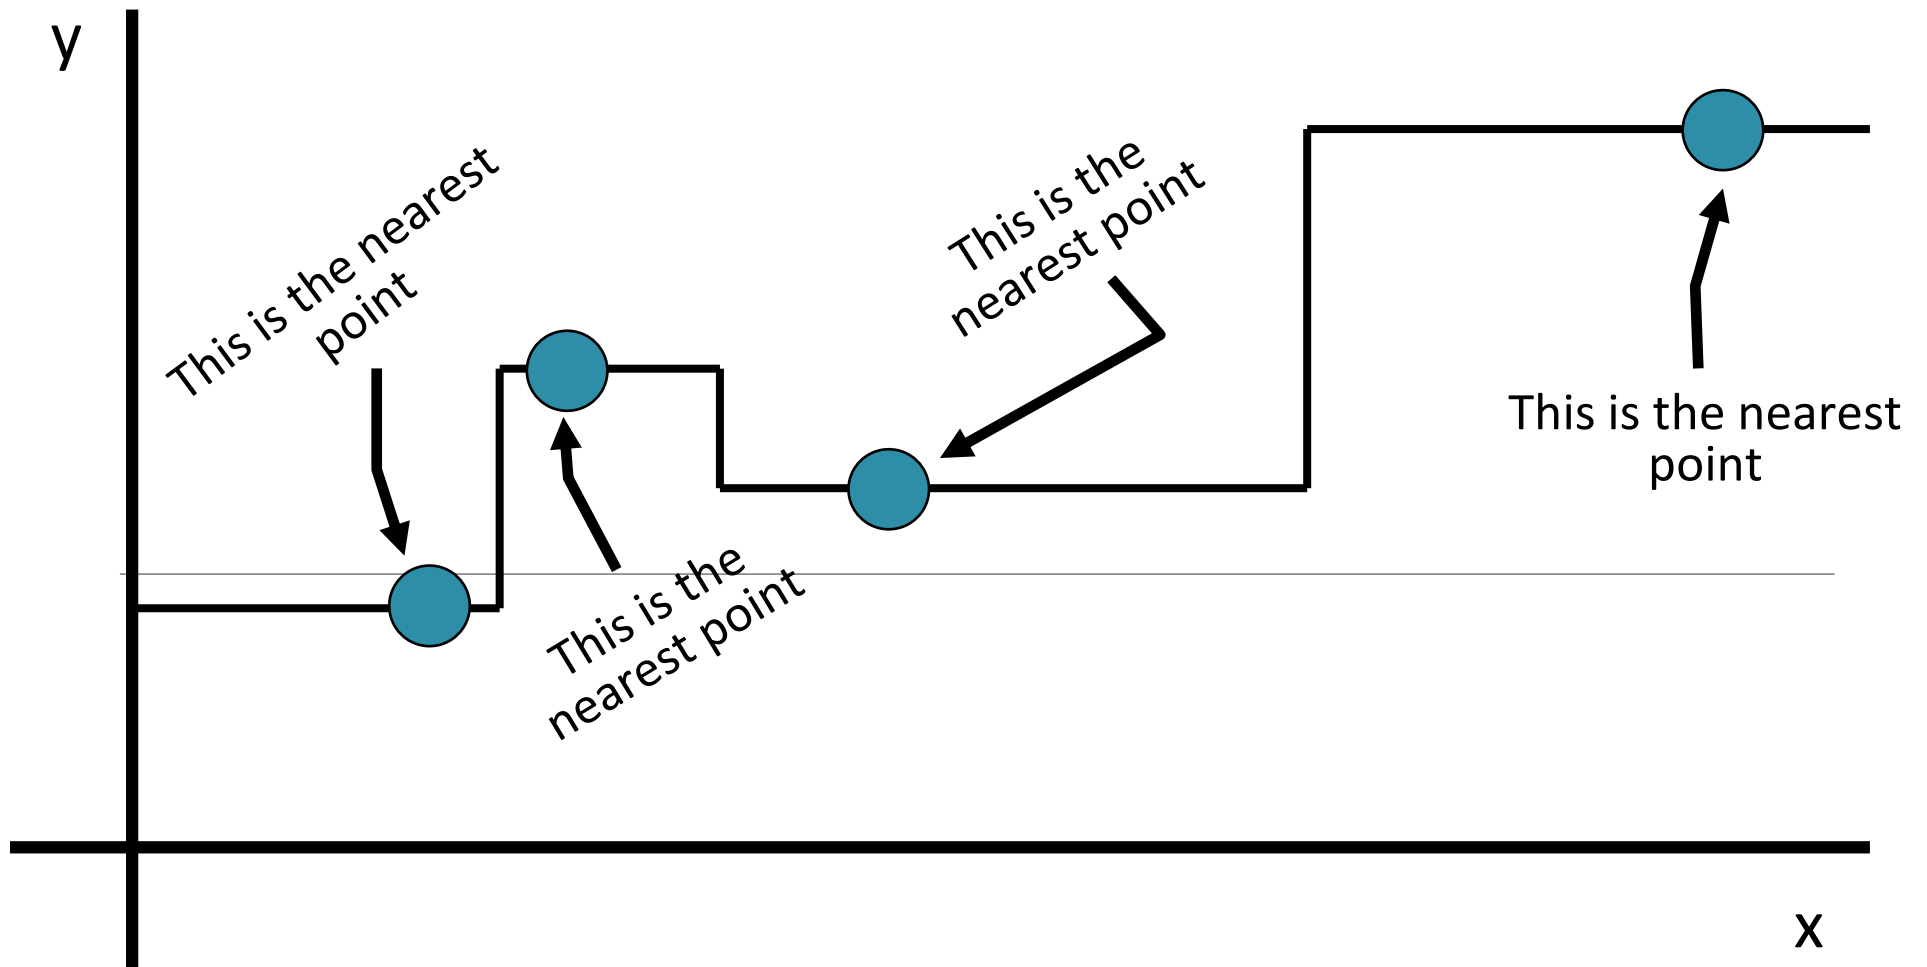 y
This is the nearest
point
This is the
nearest point
This is the
nearest point
This is the nearest
point
x